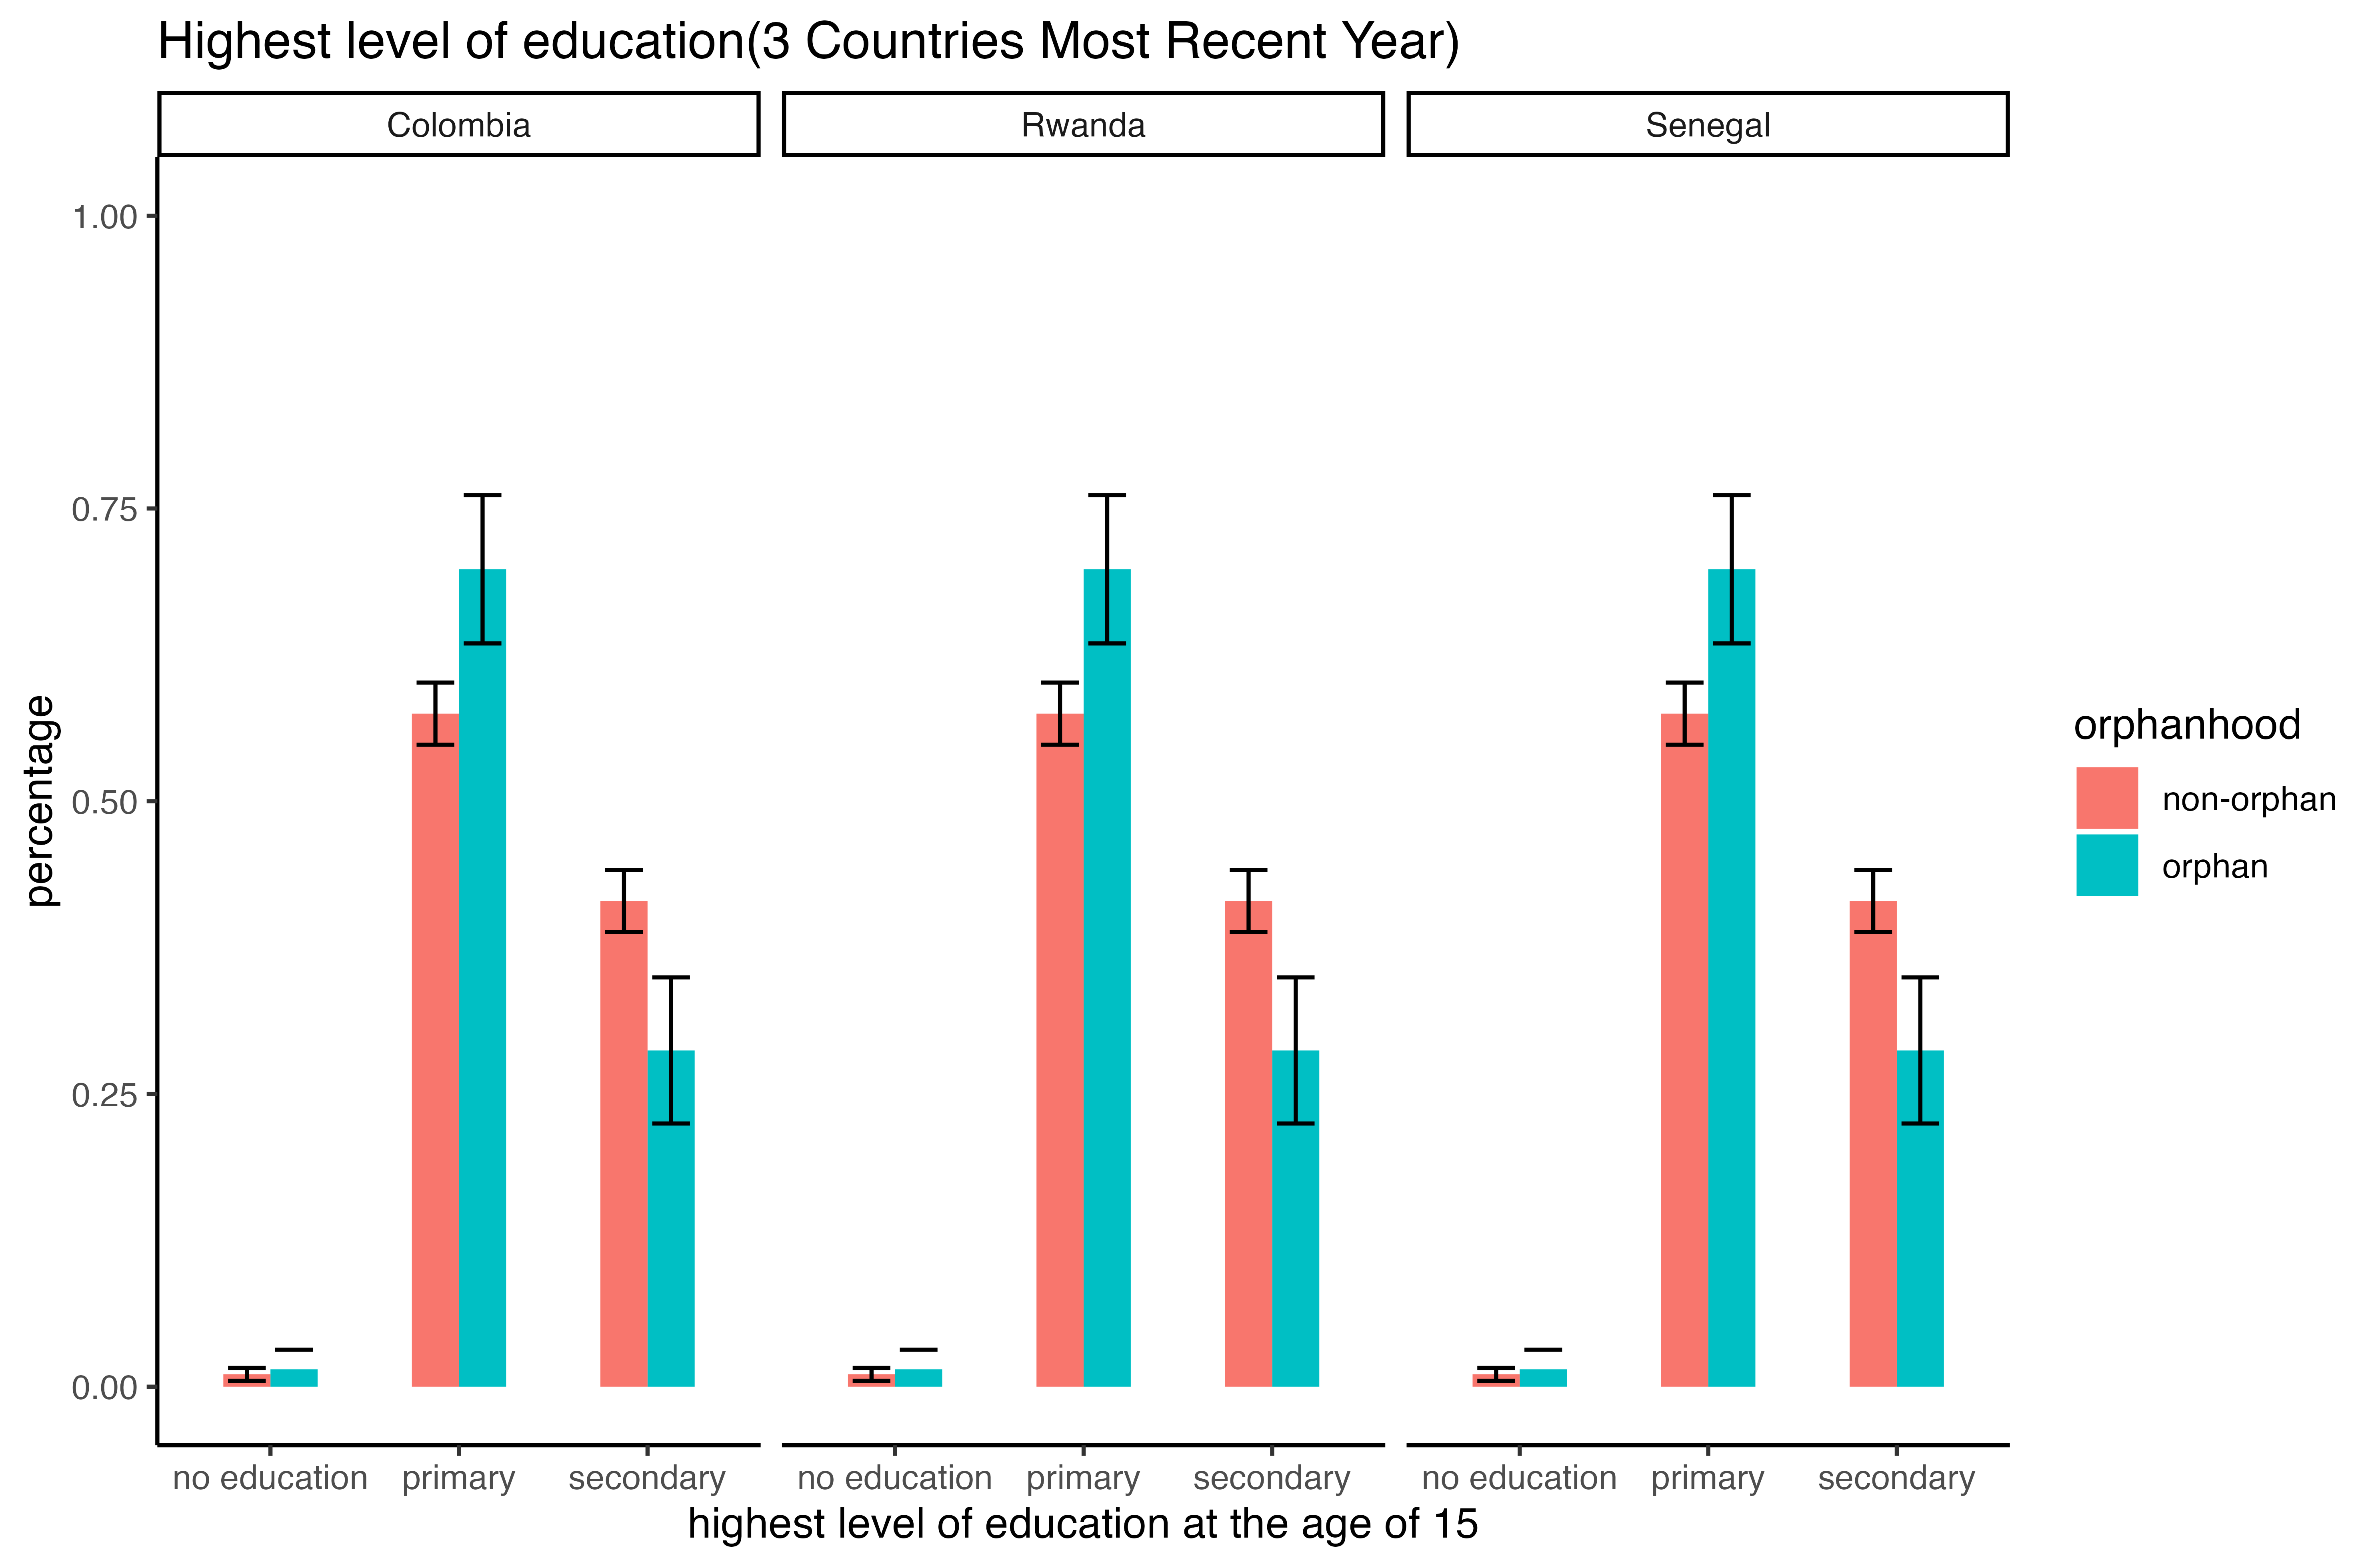 Highest level of education(3 Countries Most Recent Year)
Colombia
Rwanda
Senegal
1.00
0.75
0.50
0.25
0.00
percentage
no education primary secondary
no education primary secondary
no education primary secondary
highest level of education at the age of 15
orphanhood
non-orphan
orphan